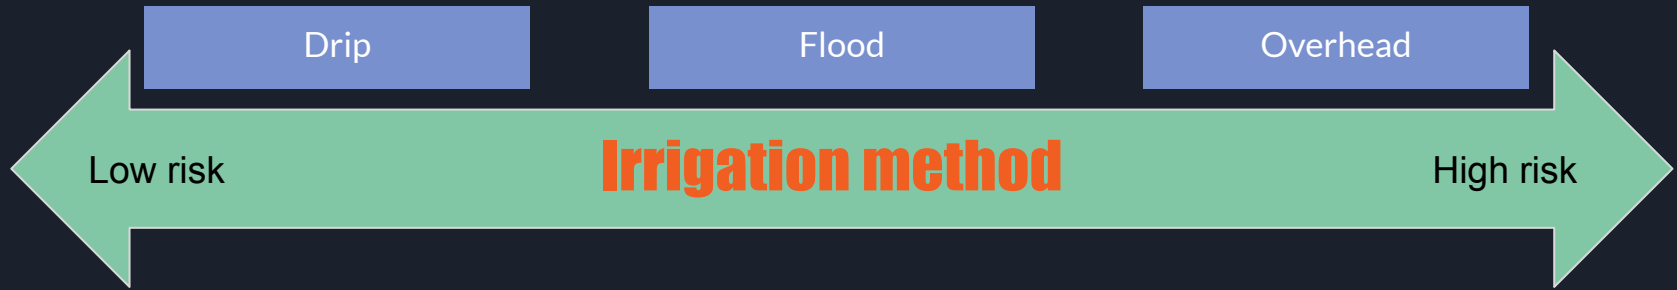 Drip
Flood
Overhead
Low risk
Irrigation method
High risk